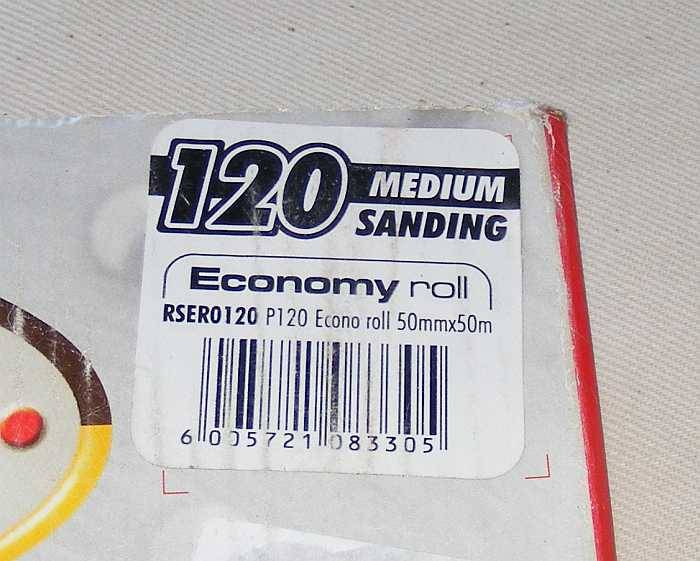 120 MEDIUM
SANDING
Economy roll
RSER0120 P120 Econo roll 50mmx50m
6 005721 083305